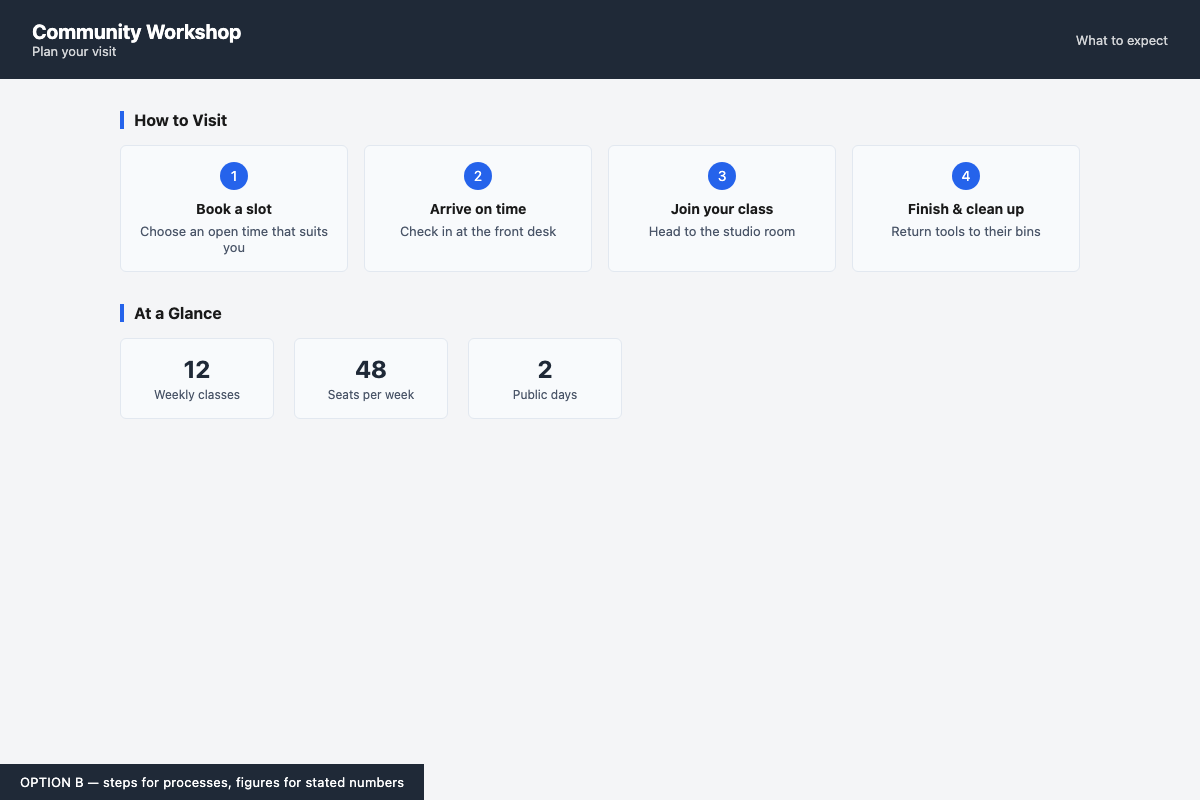 Community Workshop
Plan your visit
What to expect
How to Visit
1
Book a slot
Choose an open time that suits
you
2
Arrive on time
Check in at the front desk
3
Join your class
Head to the studio room
4
Finish & clean up
Return tools to their bins
At a Glance
12
Weekly classes
48
Seats per week
2
Public days
OPTION B — steps for processes, figures for stated numbers